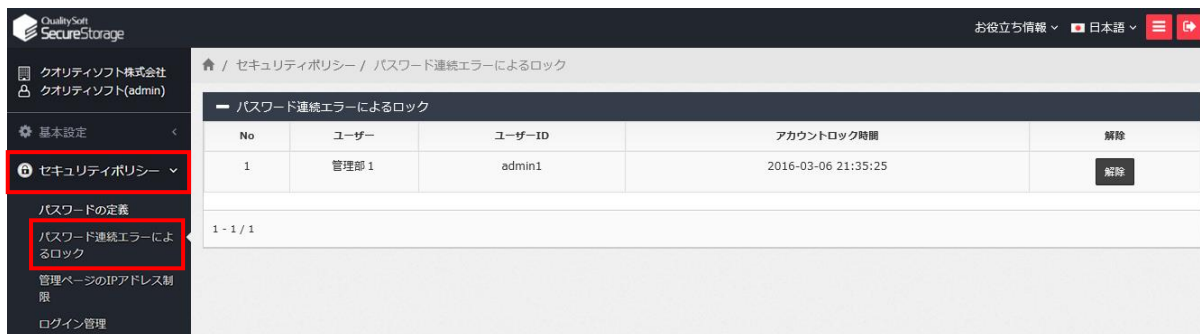 QualitySoft
SecureStorage
お役立ち情報
日本語
クオリティソフト株式会社
クオリティソフト(admin)
/ セキュリティポリシー / パスワード連続エラーによるロック
パスワード連続エラーによるロック
基本設定
No ユーザー ユーザーID アカウントロック時間 解除
セキュリティポリシー
1 管理部1 admin1 2016-03-06 21:35:25 解除
パスワードの定義
パスワード連続エラーによ
るロック
1 - 1 / 1
管理ページのIPアドレス制
限
ログイン管理